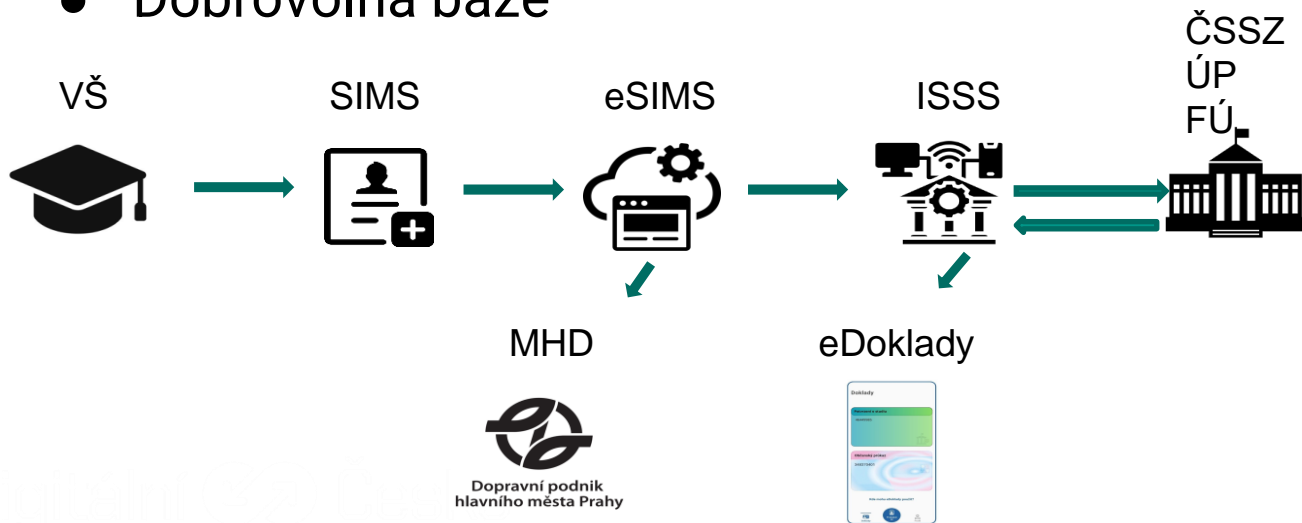 ● Dobrovolná báze
ČSSZ
ÚP
FÚ
VŠ
SIMS
eSIMS
ISSS
MHD
eDoklady
Dopravní podnik
hlavního města Prahy
Doklady